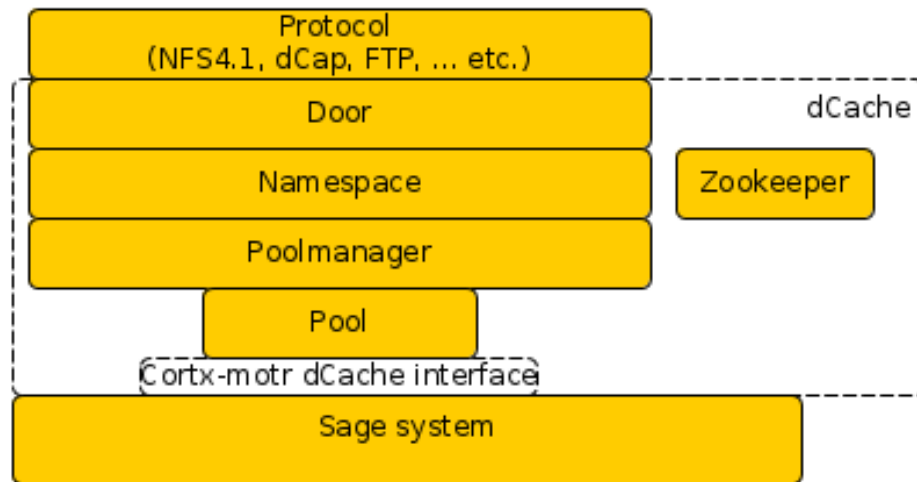 Protocol
(NFS4.1, dCap, FTP, ... etc.)
dCache
Door
Namespace
Zookeeper
Poolmanager
Pool
Cortx-motr dCache interface
Sage system